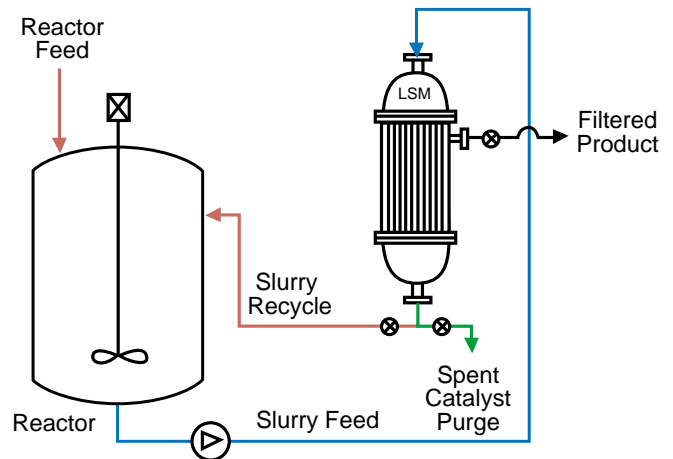 Reactor
Feed
LSM
Filtered
Product
Slurry
Recycle
Spent
Catalyst
Purge
Reactor
Slurry Feed